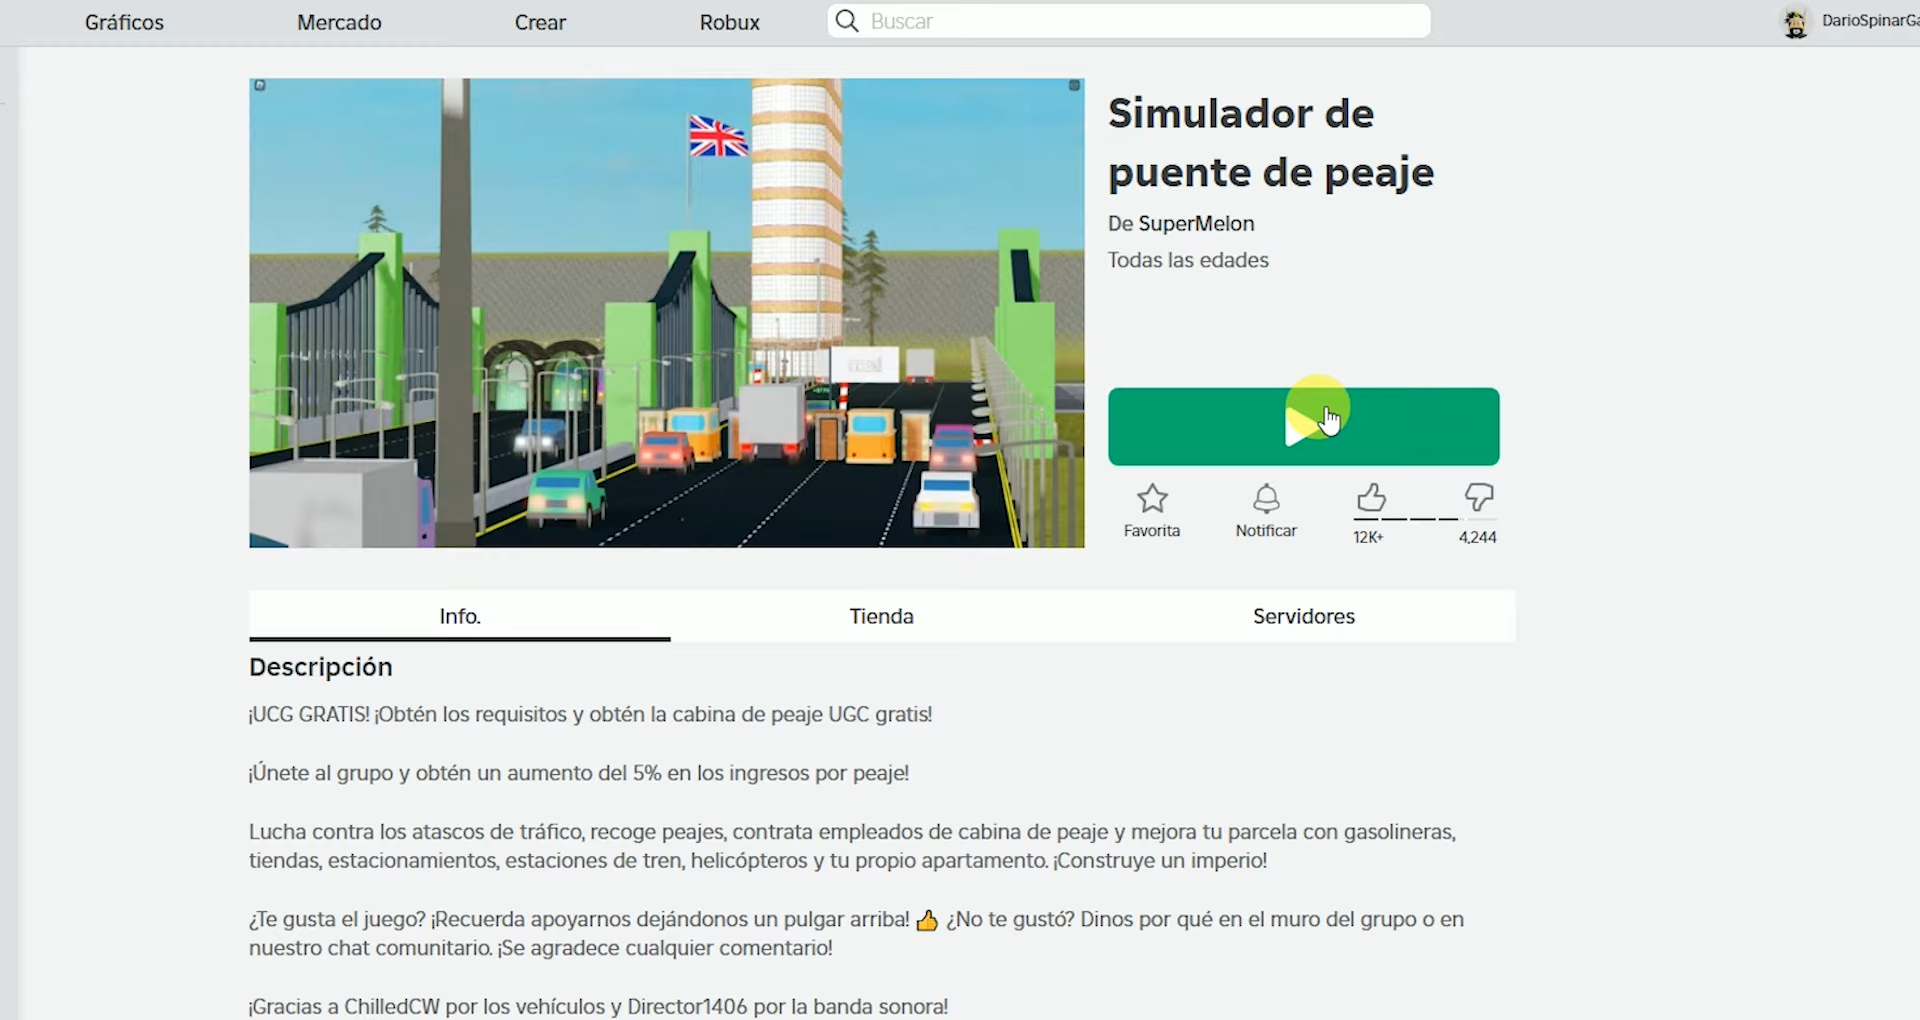 Gráficos Mercado Crear Robux Buscar DarioSpinarGa
Simulador de
puente de peaje
De SuperMelon
Todas las edades
Favorita Notificar 12K+ 4,244
Info. Tienda Servidores
Descripción
¡UCG GRATIS! ¡Obtén los requisitos y obtén la cabina de peaje UGC gratis!
¡Únete al grupo y obtén un aumento del 5% en los ingresos por peaje!
Lucha contra los atascos de tráfico, recoge peajes, contrata empleados de cabina de peaje y mejora tu parcela con gasolineras,
tiendas, estacionamientos, estaciones de tren, helicópteros y tu propio apartamento. ¡Construye un imperio!
¿Te gusta el juego? ¡Recuerda apoyarnos dejándonos un pulgar arriba! 👍 ¿No te gustó? Dinos por qué en el muro del grupo o en
nuestro chat comunitario. ¡Se agradece cualquier comentario!
¡Gracias a ChilledCW por los vehículos y Director1406 por la banda sonora!